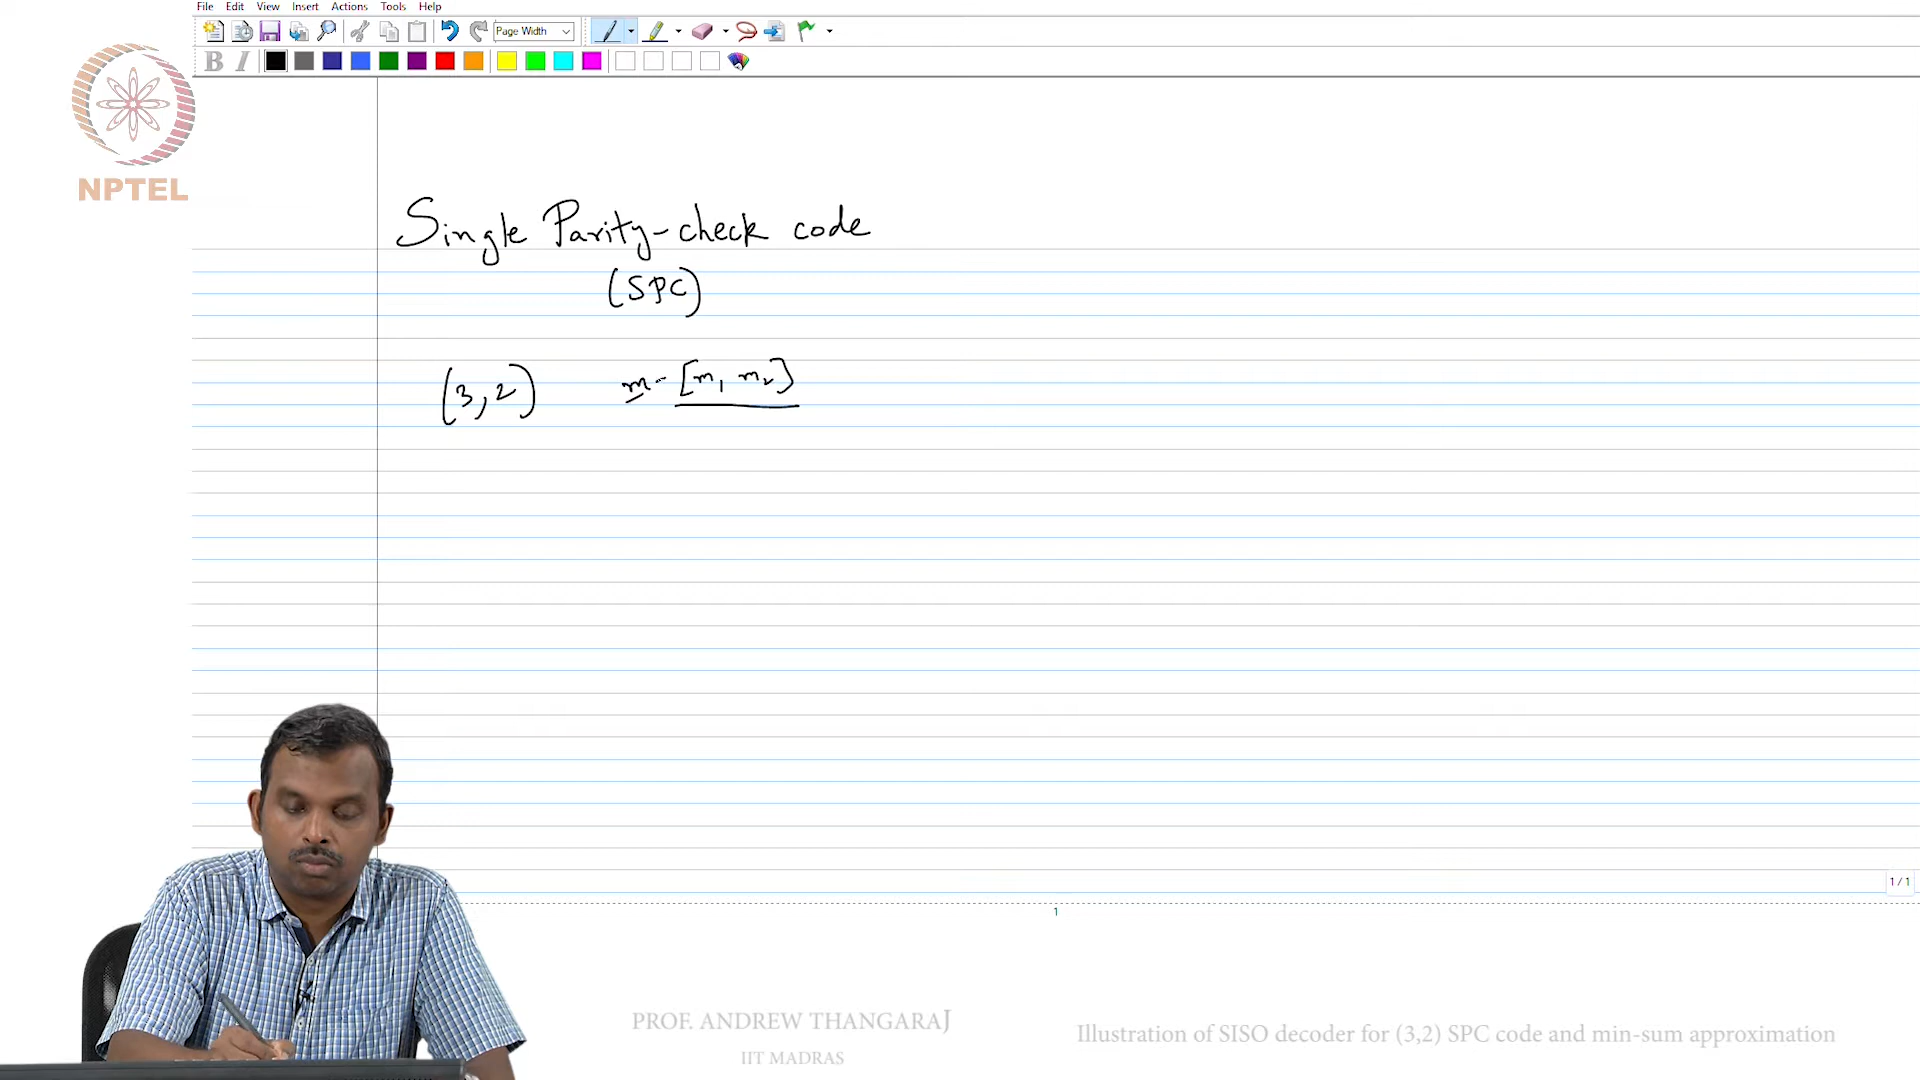 File Edit View Insert Actions Tools Help
Page Width
B I
NPTEL
Single Parity-check code
(SPC)
(3,2) m = [m1 m2]
1 / 1
1
PROF. ANDREW THANGARAJ
IIT MADRAS
Illustration of SISO decoder for (3,2) SPC code and min-sum approximation